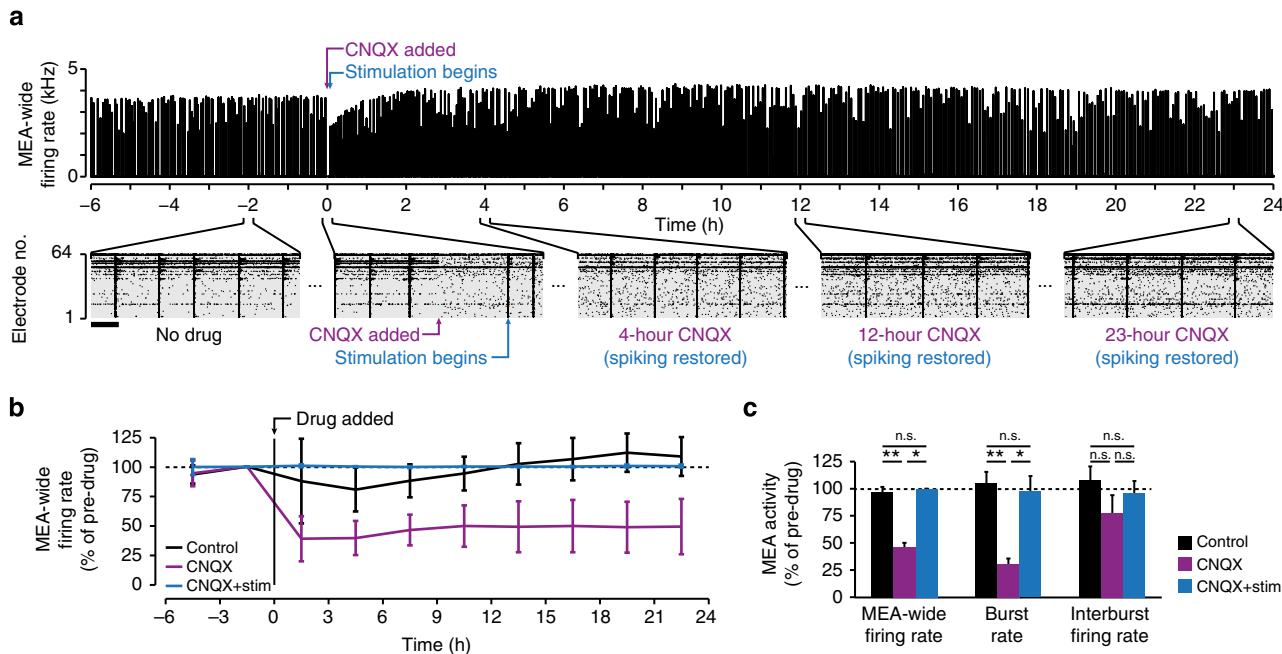 a
CNQX added
Stimulation begins
MEA-wide
firing rate (kHz)
5
0
−6 −4 −2 0 2 4 6 8 10 12 14 16 18 20 22 24
Time (h)
Electrode no.
64
1
... ... ... ...
No drug
CNQX added
Stimulation begins
4-hour CNQX
(spiking restored)
12-hour CNQX
(spiking restored)
23-hour CNQX
(spiking restored)
b
Drug added
MEA-wide
firing rate
(% of pre-drug)
125
100
75
50
25
0
Control
CNQX
CNQX+stim
−6 −3 0 3 6 9 12 15 18 21 24
Time (h)
c
MEA activity
(% of pre-drug)
n.s. n.s. n.s.
** * ** * n.s. n.s.
100
125
100
75
50
25
0
Control
CNQX
CNQX+stim
MEA-wide
firing rate
Burst
rate
Interburst
firing rate